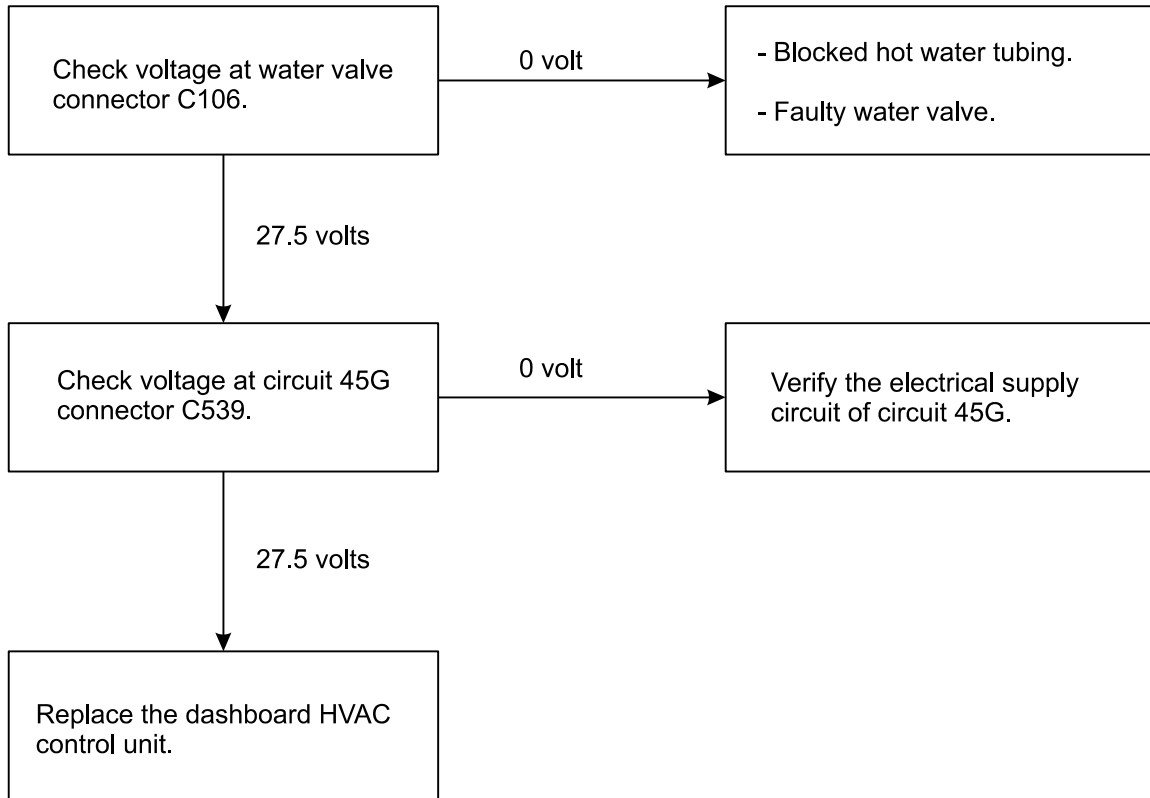 Check voltage at water valve
connector C106.
0 volt
- Blocked hot water tubing.
- Faulty water valve.
27.5 volts
Check voltage at circuit 45G
connector C539.
0 volt
Verify the electrical supply
circuit of circuit 45G.
27.5 volts
Replace the dashboard HVAC
control unit.